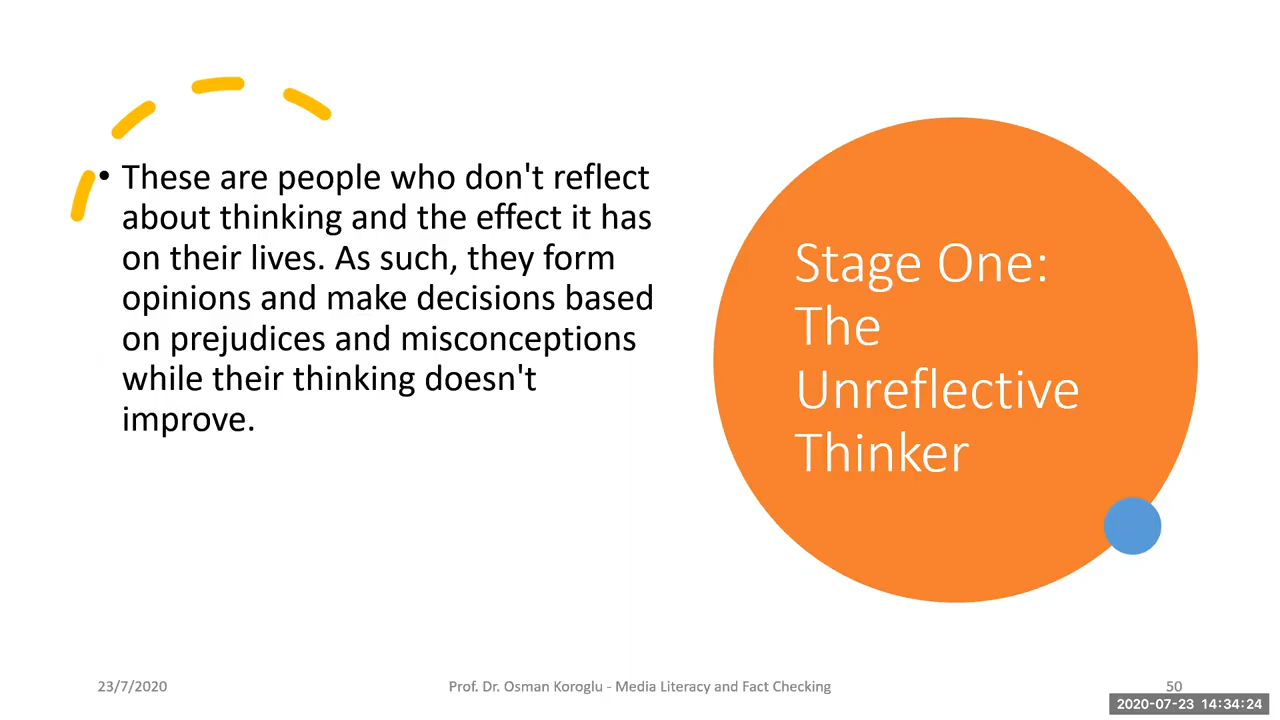 • These are people who don't reflect
about thinking and the effect it has
on their lives. As such, they form
opinions and make decisions based
on prejudices and misconceptions
while their thinking doesn't
improve.
Stage One:
The
Unreflective
Thinker
23/7/2020
Prof. Dr. Osman Koroglu - Media Literacy and Fact Checking
50
2020-07-23 14:34:24